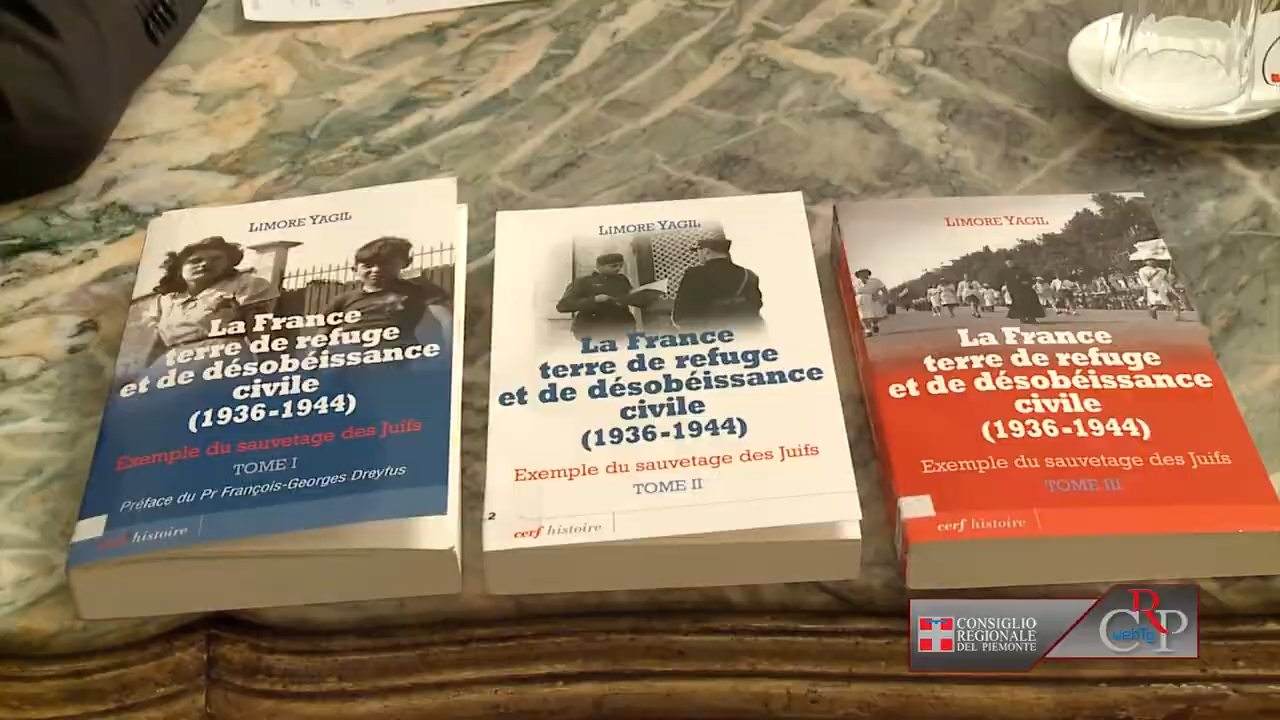 LIMORE YAGIL
La France
terre de refuge
et de désobéissance
civile
(1936-1944)
Exemple du sauvetage des Juifs
TOME I
Préface du Pr François-Georges Dreyfus
cerf histoire
LIMORE YAGIL
La France
terre de refuge
et de désobéissance
civile
(1936-1944)
Exemple du sauvetage des Juifs
TOME II
2
cerf histoire
LIMORE YAGIL
La France
terre de refuge
et de désobéissance
civile
(1936-1944)
Exemple du sauvetage des Juifs
TOME III
cerf histoire
CONSIGLIO
REGIONALE
DEL PIEMONTE
CRP
webTg